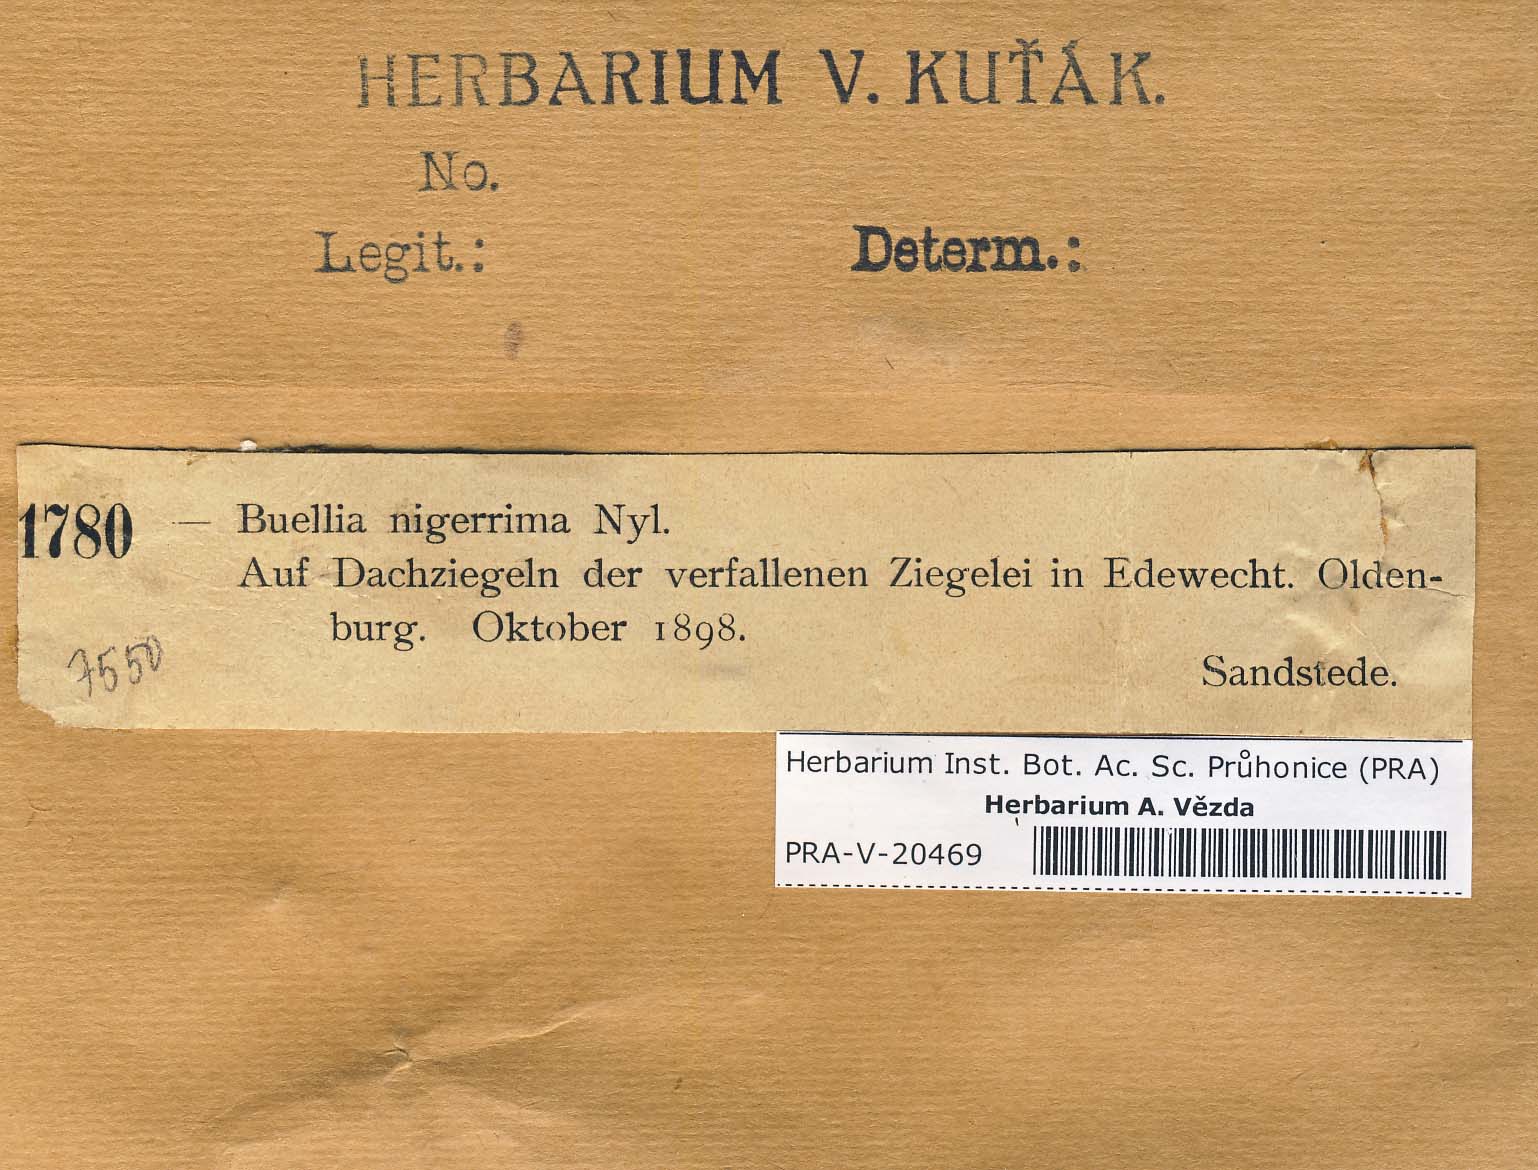 HERBARIUM V. KUŤÁK.
No.
Legit.: Determ.:
1780 — Buellia nigerrima Nyl.
Auf Dachziegeln der verfallenen Ziegelei in Edewecht. Olden-
burg. Oktober 1898.
7550
Sandstede.
Herbarium Inst. Bot. Ac. Sc. Průhonice (PRA)
Herbarium A. Vězda
PRA-V-20469